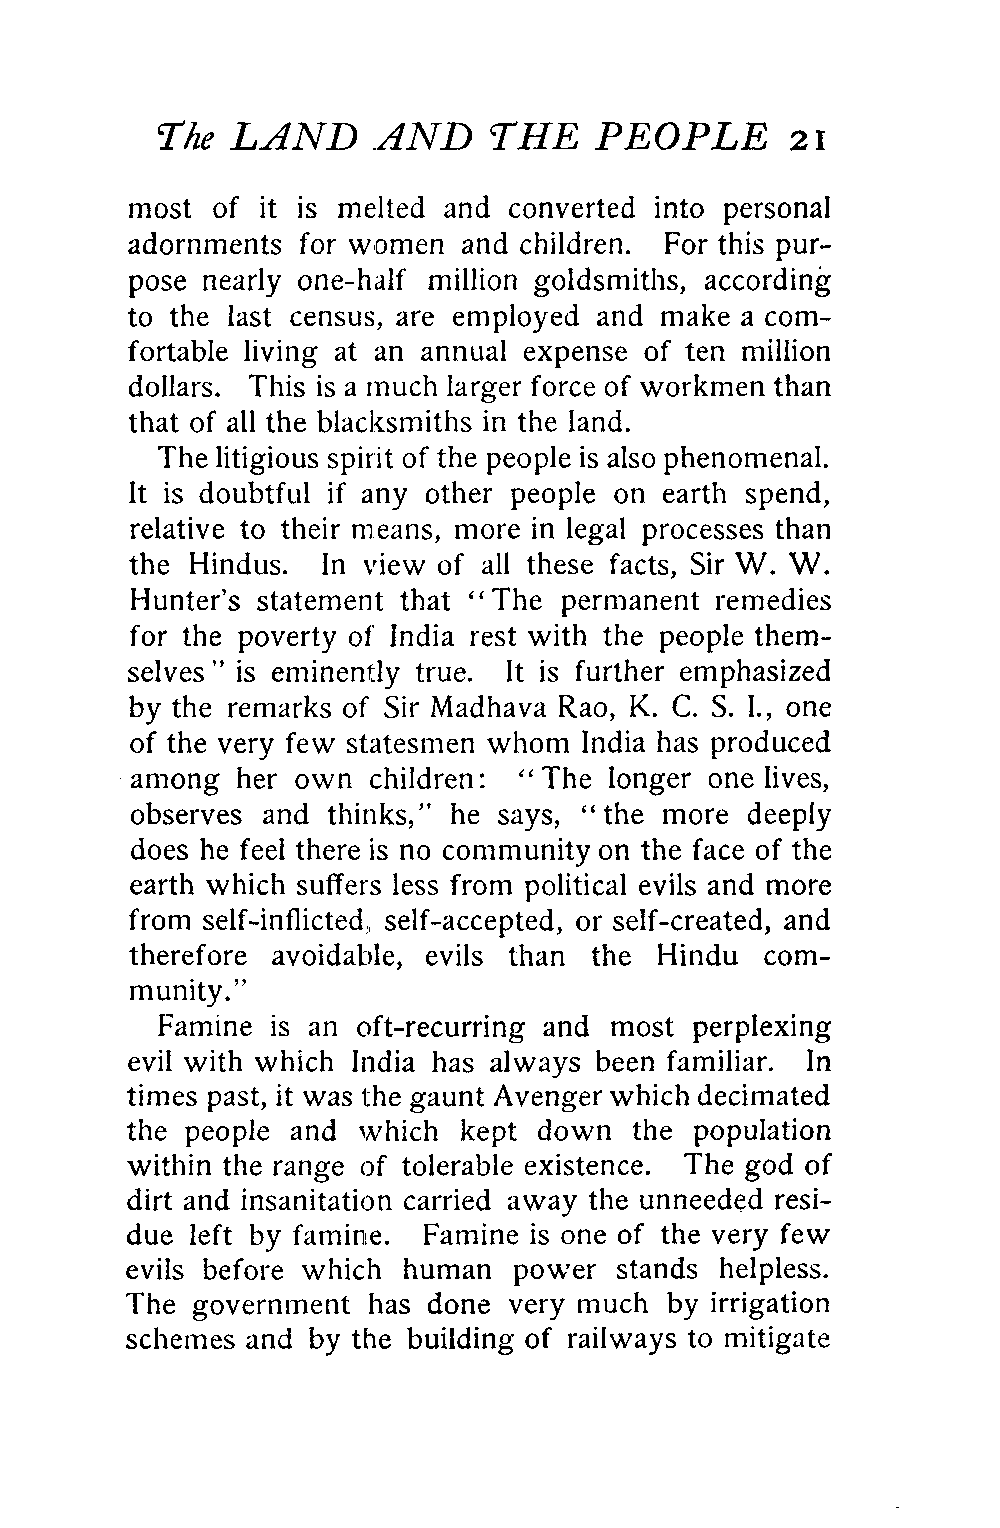 The LAND AND THE PEOPLE 21
most of it is melted and converted into personal
adornments for women and children. For this pur-
pose nearly one-half million goldsmiths, according
to the last census, are employed and make a com-
fortable living at an annual expense of ten million
dollars. This is a much larger force of workmen than
that of all the blacksmiths in the land.
The litigious spirit of the people is also phenomenal.
It is doubtful if any other people on earth spend,
relative to their means, more in legal processes than
the Hindus. In view of all these facts, Sir W. W.
Hunter's statement that "The permanent remedies
for the poverty of India rest with the people them-
selves" is eminently true. It is further emphasized
by the remarks of Sir Madhava Rao, K. C. S. I., one
of the very few statesmen whom India has produced
among her own children: "The longer one lives,
observes and thinks," he says, "the more deeply
does he feel there is no community on the face of the
earth which suffers less from political evils and more
from self-inflicted, self-accepted, or self-created, and
therefore avoidable, evils than the Hindu com-
munity."
Famine is an oft-recurring and most perplexing
evil with which India has always been familiar. In
times past, it was the gaunt Avenger which decimated
the people and which kept down the population
within the range of tolerable existence. The god of
dirt and insanitation carried away the unneeded resi-
due left by famine. Famine is one of the very few
evils before which human power stands helpless.
The government has done very much by irrigation
schemes and by the building of railways to mitigate